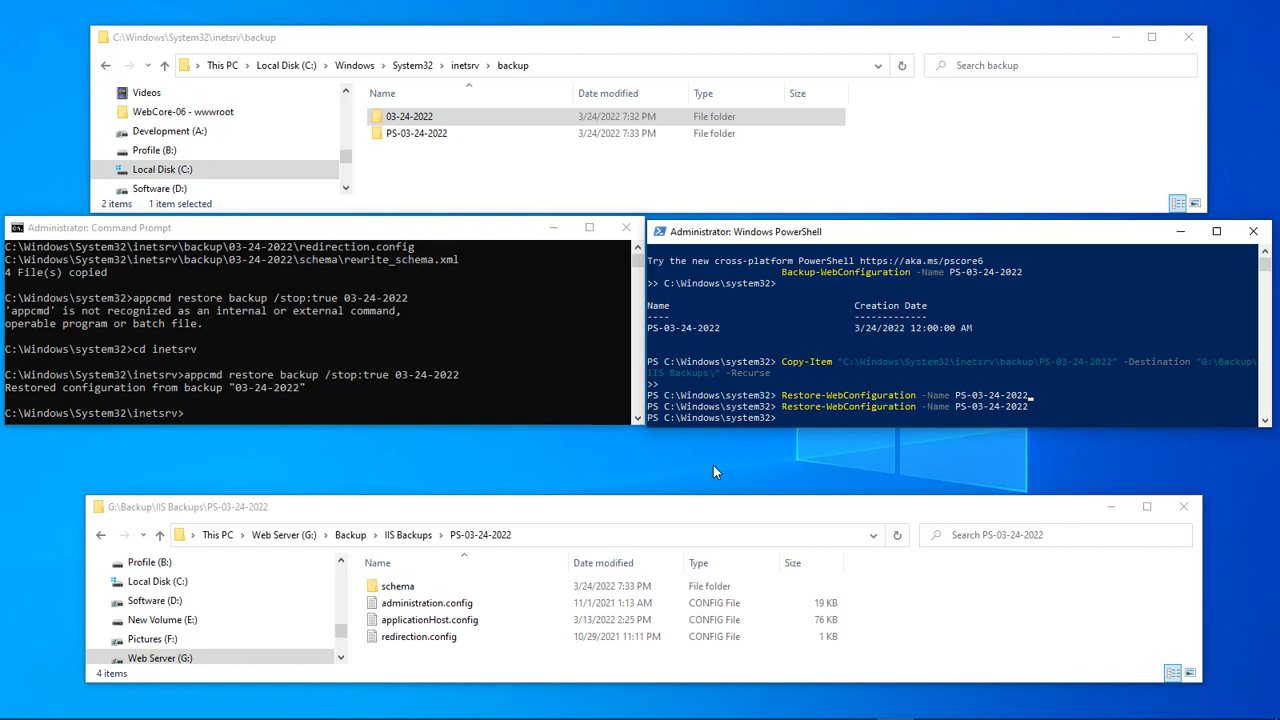 C:\Windows\System32\inetsrv\backup
This PC Local Disk (C:) Windows System32 inetsrv backup
Search backup
Videos
WebCore-06 - wwwroot
Development (A:)
Profile (B:)
Local Disk (C:)
Software (D:)
Name Date modified Type Size
03-24-2022 3/24/2022 7:32 PM File folder
PS-03-24-2022 3/24/2022 7:33 PM File folder
2 items 1 item selected
Administrator: Command Prompt
C:\Windows\System32\inetsrv\backup\03-24-2022\redirection.config
C:\Windows\System32\inetsrv\backup\03-24-2022\schema\rewrite_schema.xml
4 File(s) copied
C:\Windows\System32>appcmd restore backup /stop:true 03-24-2022
'appcmd' is not recognized as an internal or external command,
operable program or batch file.
C:\Windows\System32>cd inetsrv
C:\Windows\System32\inetsrv>appcmd restore backup /stop:true 03-24-2022
Restored configuration from backup "03-24-2022"
C:\Windows\System32\inetsrv>
Administrator: Windows PowerShell
Try the new cross-platform PowerShell https://aka.ms/pscore6
Backup-WebConfiguration -Name PS-03-24-2022
>> C:\Windows\system32>
Name Creation Date
---- -------------
PS-03-24-2022 3/24/2022 12:00:00 AM
PS C:\Windows\system32> Copy-Item "C:\Windows\System32\inetsrv\backup\PS-03-24-2022" -Destination "G:\Backup\
IIS Backups\" -Recurse
>>
PS C:\Windows\system32> Restore-WebConfiguration -Name PS-03-24-2022_
PS C:\Windows\system32> Restore-WebConfiguration -Name PS-03-24-2022
PS C:\Windows\system32>
G:\Backup\IIS Backups\PS-03-24-2022
This PC Web Server (G:) Backup IIS Backups PS-03-24-2022
Search PS-03-24-2022
Profile (B:)
Local Disk (C:)
Software (D:)
New Volume (E:)
Pictures (F:)
Web Server (G:)
Name Date modified Type Size
schema 3/24/2022 7:33 PM File folder
administration.config 11/1/2021 1:13 AM CONFIG File 19 KB
applicationHost.config 3/13/2022 2:25 PM CONFIG File 76 KB
redirection.config 10/29/2021 11:11 PM CONFIG File 1 KB
4 items